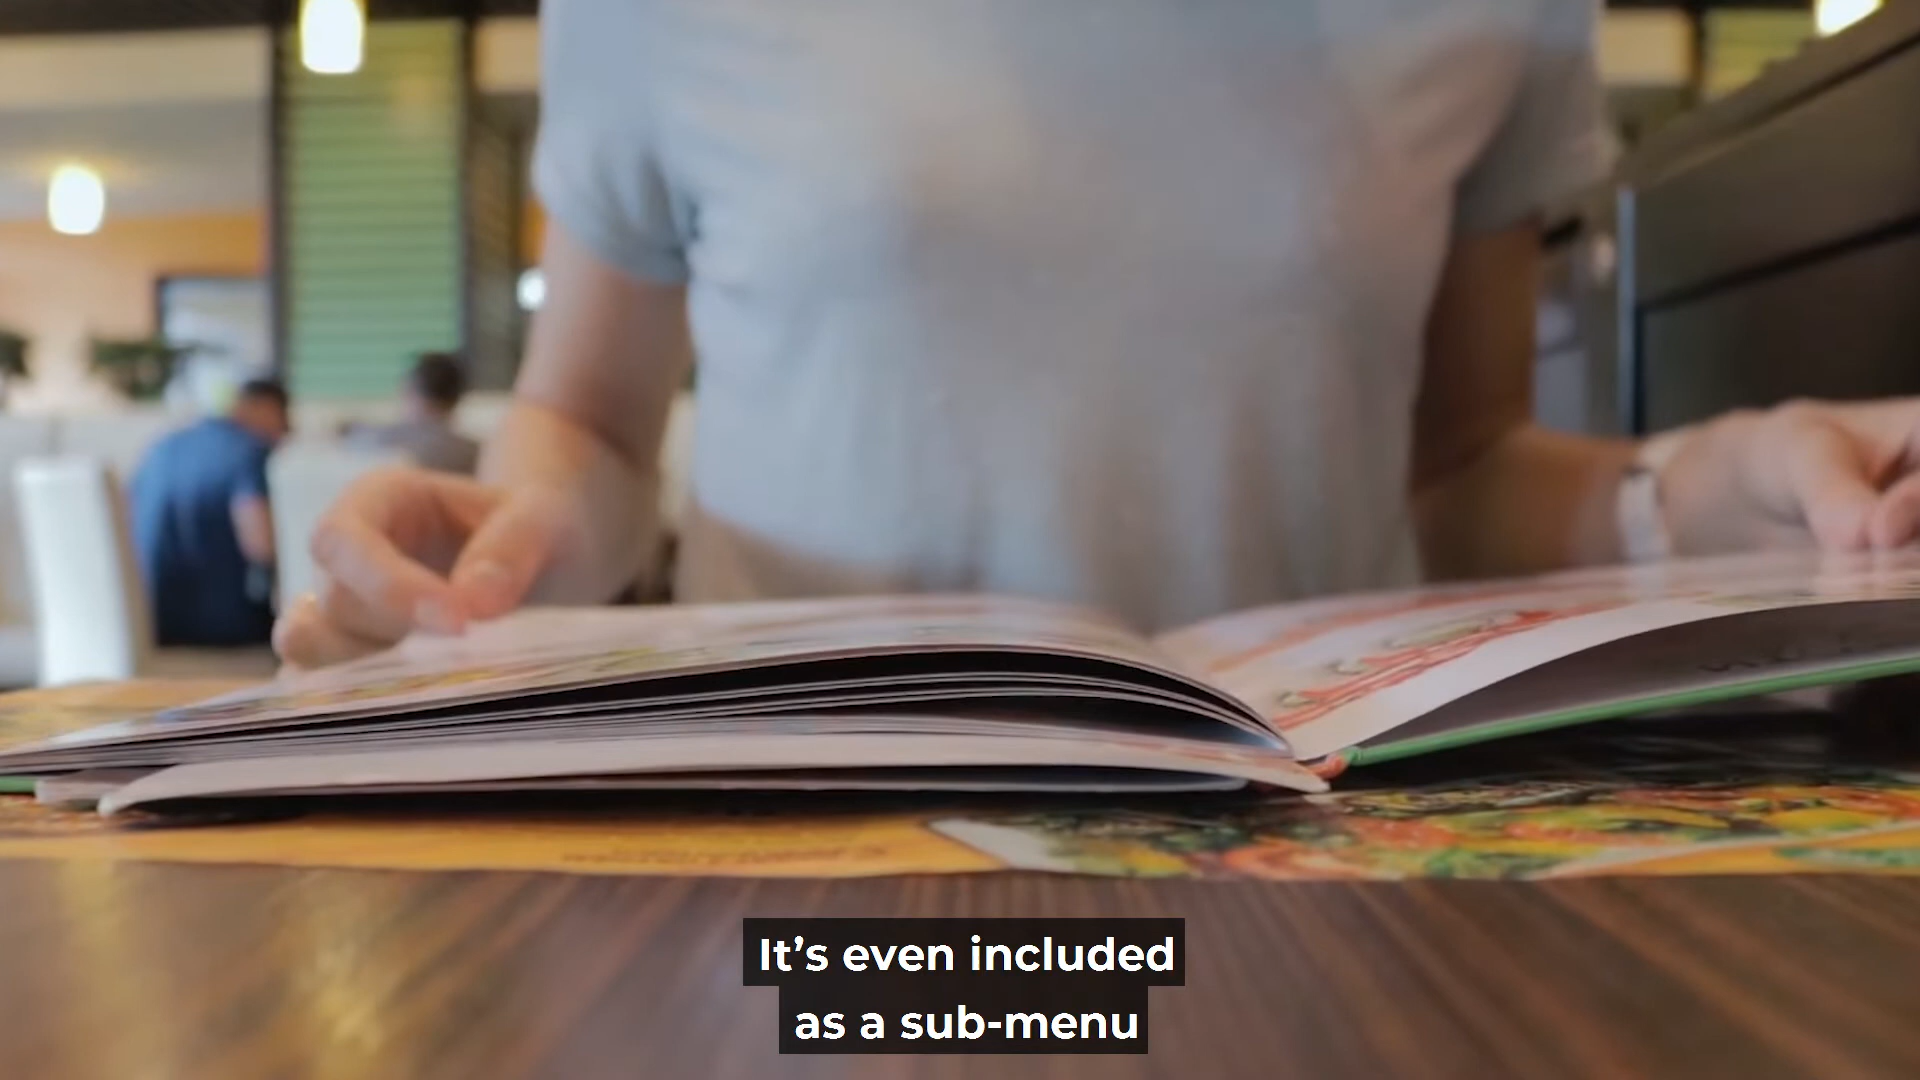 It’s even included
as a sub-menu